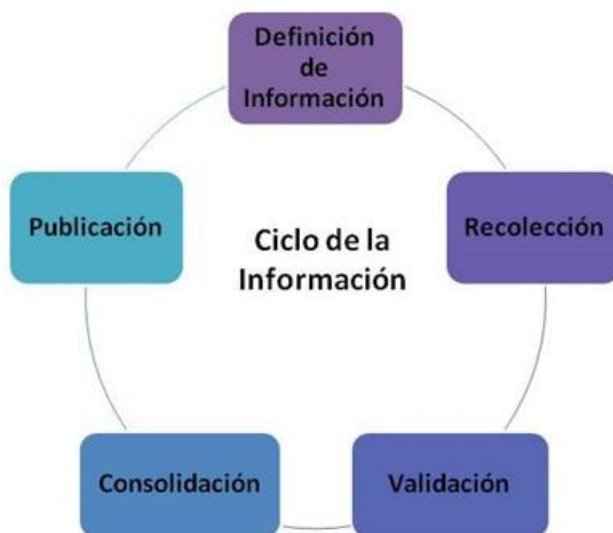 Definición
de
Información
Recolección
Validación
Consolidación
Publicación
Ciclo de la
Información